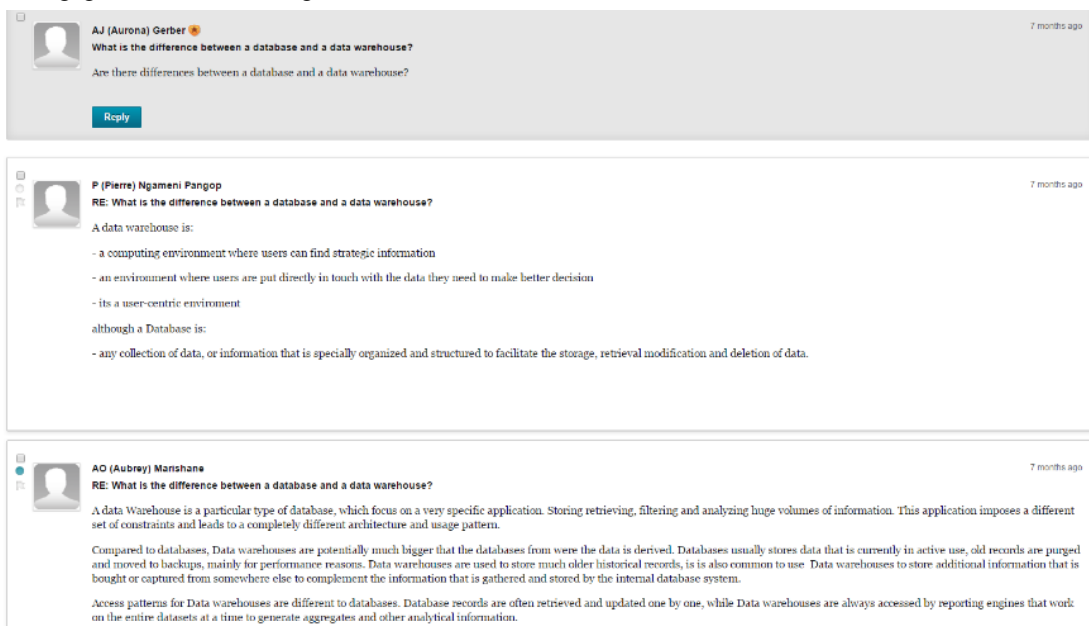 AJ (Aurona) Gerber
7 months ago
What is the difference between a database and a data warehouse?
Are there differences between a database and a data warehouse?
Reply
P (Pierre) Ngameni Pangop
7 months ago
RE: What is the difference between a database and a data warehouse?
A data warehouse is:
- a computing environment where users can find strategic information
- an environment where users are put directly in touch with the data they need to make better decision
- its a user-centric enviroment
although a Database is:
- any collection of data, or information that is specially organized and structured to facilitate the storage, retrieval modification and deletion of data.
AO (Aubrey) Marishane
7 months ago
RE: What is the difference between a database and a data warehouse?
A data Warehouse is a particular type of database, which focus on a very specific application. Storing retrieving, filtering and analyzing huge volumes of information. This application imposes a different
set of constraints and leads to a completely different architecture and usage pattern.
Compared to databases, Data warehouses are potentially much bigger that the databases from were the data is derived. Databases usually stores data that is currently in active use, old records are purged
and moved to backups, mainly for performance reasons. Data warehouses are used to store much older historical records, is is also common to use Data warehouses to store additional information that is
bought or captured from somewhere else to complement the information that is gathered and stored by the internal database system.
Access patterns for Data warehouses are different to databases. Database records are often retrieved and updated one by one, while Data warehouses are always accessed by reporting engines that work
on the entire datasets at a time to generate aggregates and other analytical information.